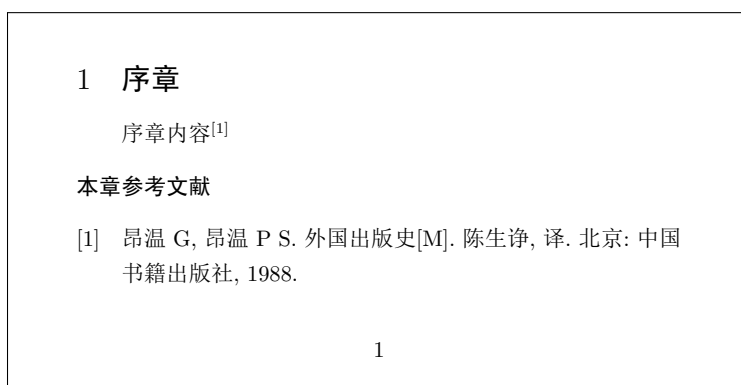 1 序章
序章内容[1]
本章参考文献
[1] 昂温 G, 昂温 P S. 外国出版史[M]. 陈生诤, 译. 北京: 中国
书籍出版社, 1988.
1